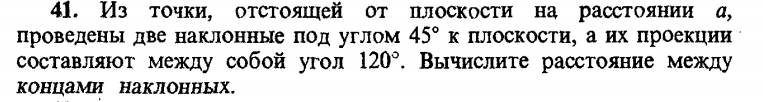 41. Из точки, отстоящей от плоскости на расстоянии a,
проведены две наклонные под углом 45° к плоскости, а их проекции
составляют между собой угол 120°. Вычислите расстояние между
концами наклонных.